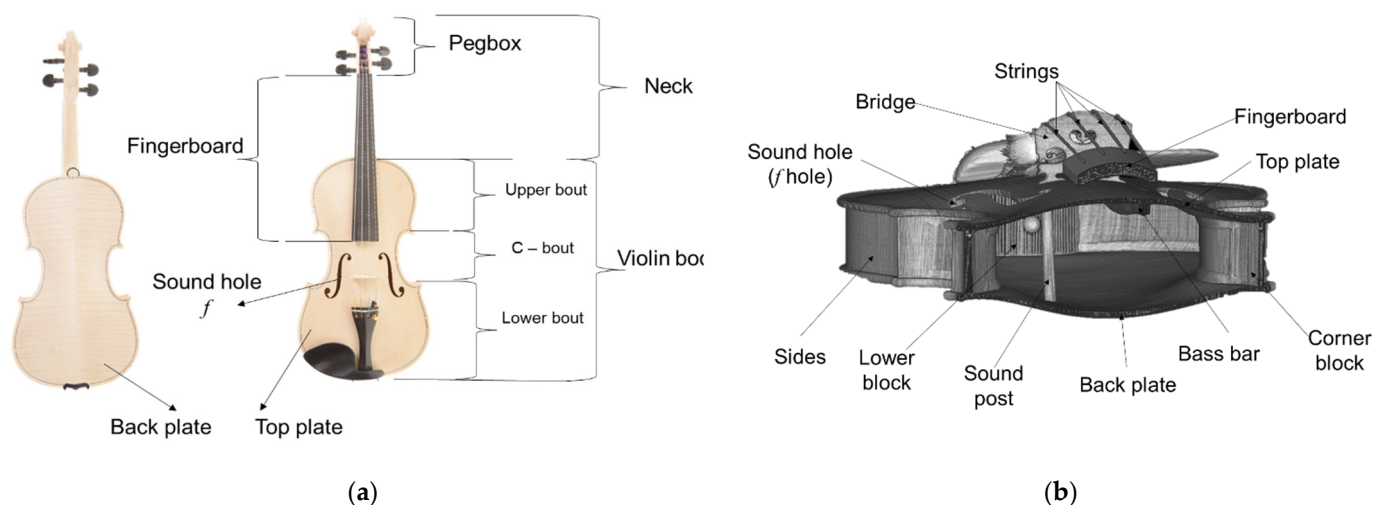 Pegbox
Neck
Fingerboard
Upper bout
C – bout
Violin boo
Sound hole
f
Lower bout
Back plate
Top plate
(a)
Strings
Bridge
Fingerboard
Sound hole
(f hole)
Top plate
Sides
Lower
block
Sound
post
Back plate
Bass bar
Corner
block
(b)